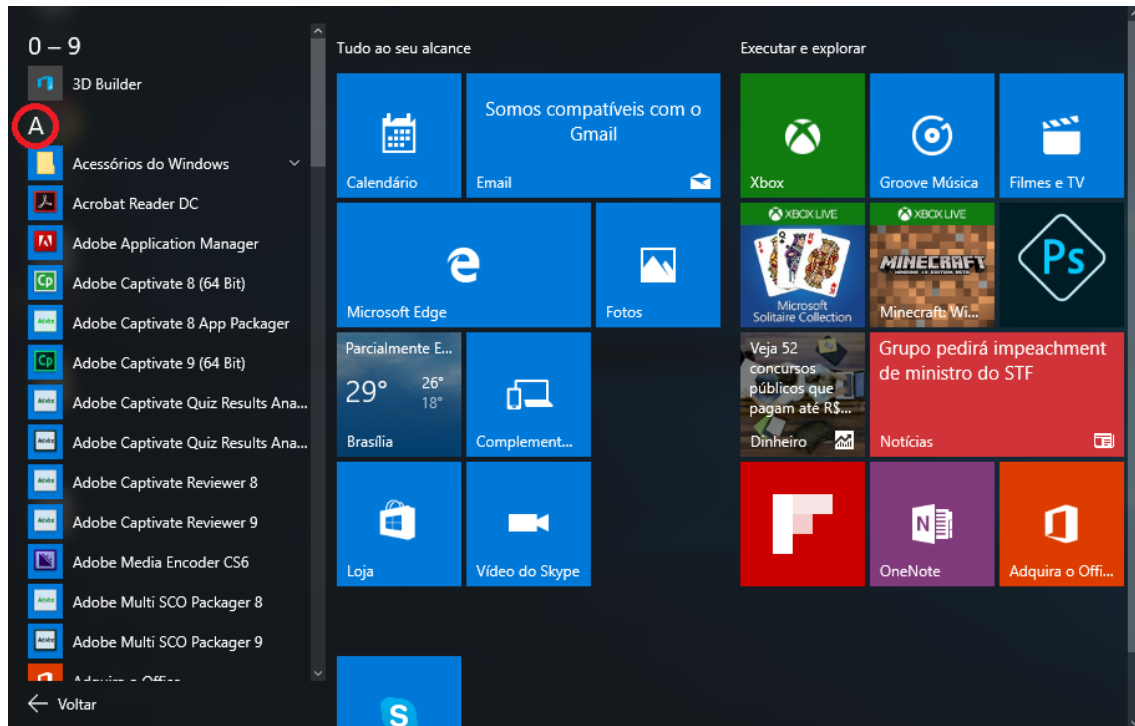 0 – 9
3D Builder
A
Acessórios do Windows
Acrobat Reader DC
Adobe Application Manager
Adobe Captivate 8 (64 Bit)
Adobe Captivate 8 App Packager
Adobe Captivate 9 (64 Bit)
Adobe Captivate Quiz Results Ana...
Adobe Captivate Quiz Results Ana...
Adobe Captivate Reviewer 8
Adobe Captivate Reviewer 9
Adobe Media Encoder CS6
Adobe Multi SCO Packager 8
Adobe Multi SCO Packager 9
Adquira o Office
Voltar
Tudo ao seu alcance
Calendário
Somos compatíveis com o
Gmail
Email
Microsoft Edge
Fotos
Parcialmente E...
29° 26°
18°
Brasília
Complement...
Loja
Vídeo do Skype
Executar e explorar
Xbox
Groove Música
Filmes e TV
XBOX LIVE
Microsoft
Solitaire Collection
XBOX LIVE
MINECRAFT
Minecraft: Wi...
Ps
Veja 52
concursos
públicos que
pagam até R$...
Dinheiro
Grupo pedirá impeachment
de ministro do STF
Notícias
OneNote
Adquira o Offi...